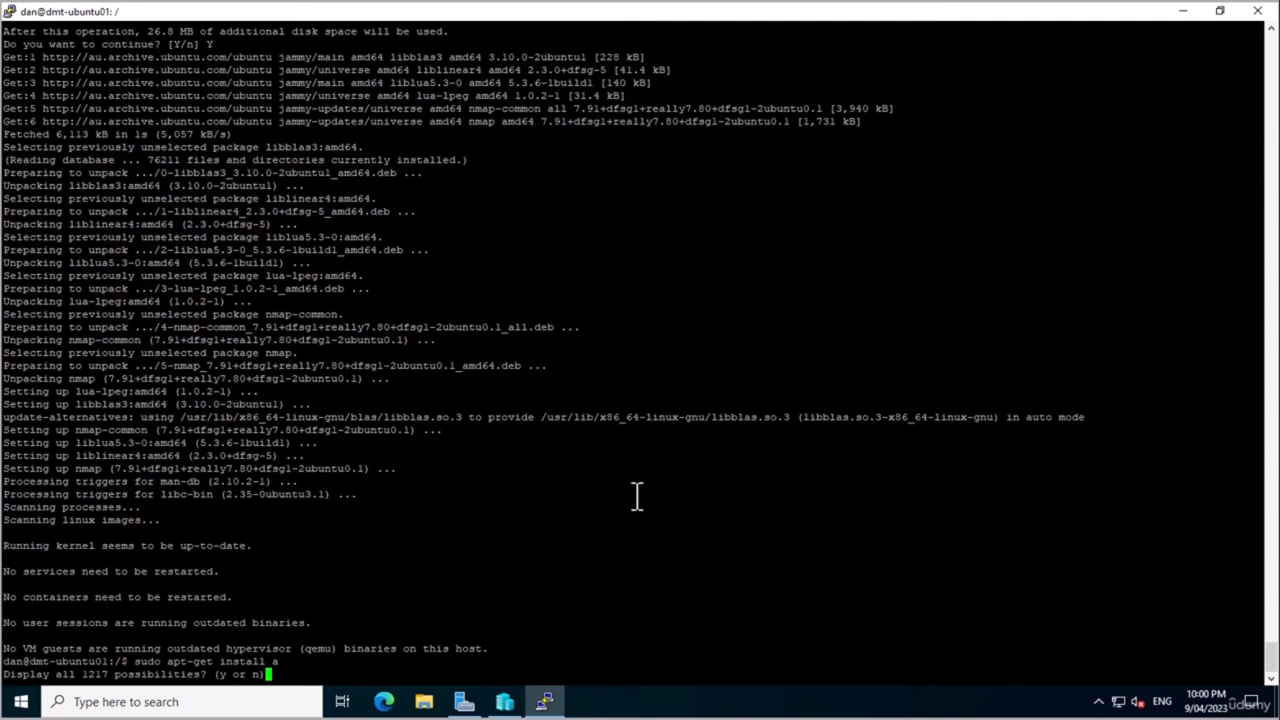 dan@dmt-ubuntu01: /
After this operation, 26.8 MB of additional disk space will be used.
Do you want to continue? [Y/n] Y
Get:1 http://au.archive.ubuntu.com/ubuntu jammy/main amd64 libblas3 amd64 3.10.0-2ubuntu1 [228 kB]
Get:2 http://au.archive.ubuntu.com/ubuntu jammy/universe amd64 liblinear4 amd64 2.3.0+dfsg-5 [41.4 kB]
Get:3 http://au.archive.ubuntu.com/ubuntu jammy/main amd64 liblua5.3-0 amd64 5.3.6-1build1 [140 kB]
Get:4 http://au.archive.ubuntu.com/ubuntu jammy/universe amd64 lua-lpeg amd64 1.0.2-1 [31.4 kB]
Get:5 http://au.archive.ubuntu.com/ubuntu jammy-updates/universe amd64 nmap-common all 7.91+dfsg1+really7.80+dfsg1-2ubuntu0.1 [3,940 kB]
Get:6 http://au.archive.ubuntu.com/ubuntu jammy-updates/universe amd64 nmap amd64 7.91+dfsg1+really7.80+dfsg1-2ubuntu0.1 [1,731 kB]
Fetched 6,113 kB in 1s (5,057 kB/s)
Selecting previously unselected package libblas3:amd64.
(Reading database ... 76211 files and directories currently installed.)
Preparing to unpack .../0-libblas3_3.10.0-2ubuntu1_amd64.deb ...
Unpacking libblas3:amd64 (3.10.0-2ubuntu1) ...
Selecting previously unselected package liblinear4:amd64.
Preparing to unpack .../1-liblinear4_2.3.0+dfsg-5_amd64.deb ...
Unpacking liblinear4:amd64 (2.3.0+dfsg-5) ...
Selecting previously unselected package liblua5.3-0:amd64.
Preparing to unpack .../2-liblua5.3-0_5.3.6-1build1_amd64.deb ...
Unpacking liblua5.3-0:amd64 (5.3.6-1build1) ...
Selecting previously unselected package lua-lpeg:amd64.
Preparing to unpack .../3-lua-lpeg_1.0.2-1_amd64.deb ...
Unpacking lua-lpeg:amd64 (1.0.2-1) ...
Selecting previously unselected package nmap-common.
Preparing to unpack .../4-nmap-common_7.91+dfsg1+really7.80+dfsg1-2ubuntu0.1_all.deb ...
Unpacking nmap-common (7.91+dfsg1+really7.80+dfsg1-2ubuntu0.1) ...
Selecting previously unselected package nmap.
Preparing to unpack .../5-nmap_7.91+dfsg1+really7.80+dfsg1-2ubuntu0.1_amd64.deb ...
Unpacking nmap (7.91+dfsg1+really7.80+dfsg1-2ubuntu0.1) ...
Setting up lua-lpeg:amd64 (1.0.2-1) ...
Setting up libblas3:amd64 (3.10.0-2ubuntu1) ...
update-alternatives: using /usr/lib/x86_64-linux-gnu/blas/libblas.so.3 to provide /usr/lib/x86_64-linux-gnu/libblas.so.3 (libblas.so.3-x86_64-linux-gnu) in auto mode
Setting up nmap-common (7.91+dfsg1+really7.80+dfsg1-2ubuntu0.1) ...
Setting up liblua5.3-0:amd64 (5.3.6-1build1) ...
Setting up liblinear4:amd64 (2.3.0+dfsg-5) ...
Setting up nmap (7.91+dfsg1+really7.80+dfsg1-2ubuntu0.1) ...
Processing triggers for man-db (2.10.2-1) ...
Processing triggers for libc-bin (2.35-0ubuntu3.1) ...
Scanning processes...
Scanning linux images...
Running kernel seems to be up-to-date.
No services need to be restarted.
No containers need to be restarted.
No user sessions are running outdated binaries.
No VM guests are running outdated hypervisor (qemu) binaries on this host.
dan@dmt-ubuntu01:/$ sudo apt-get install a
Display all 1217 possibilities? (y or n)
Type here to search
ENG
10:00 PM
9/04/2023
udemy